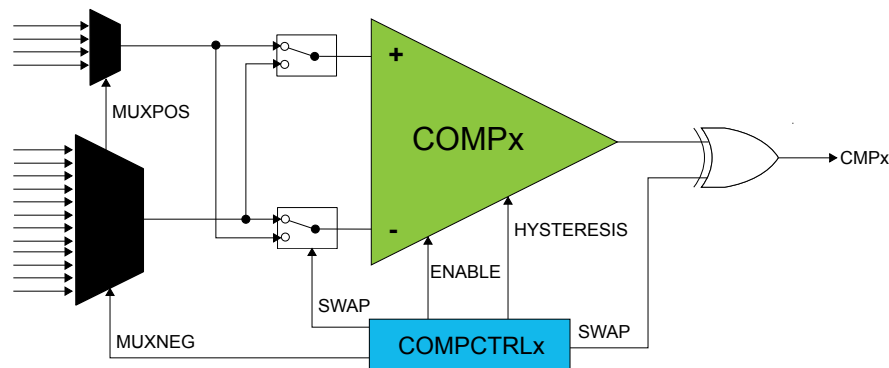 MUXPOS
+
COMPx
CMPx
-
HYSTERESIS
ENABLE
SWAP
SWAP
MUXNEG
COMPCTRLx